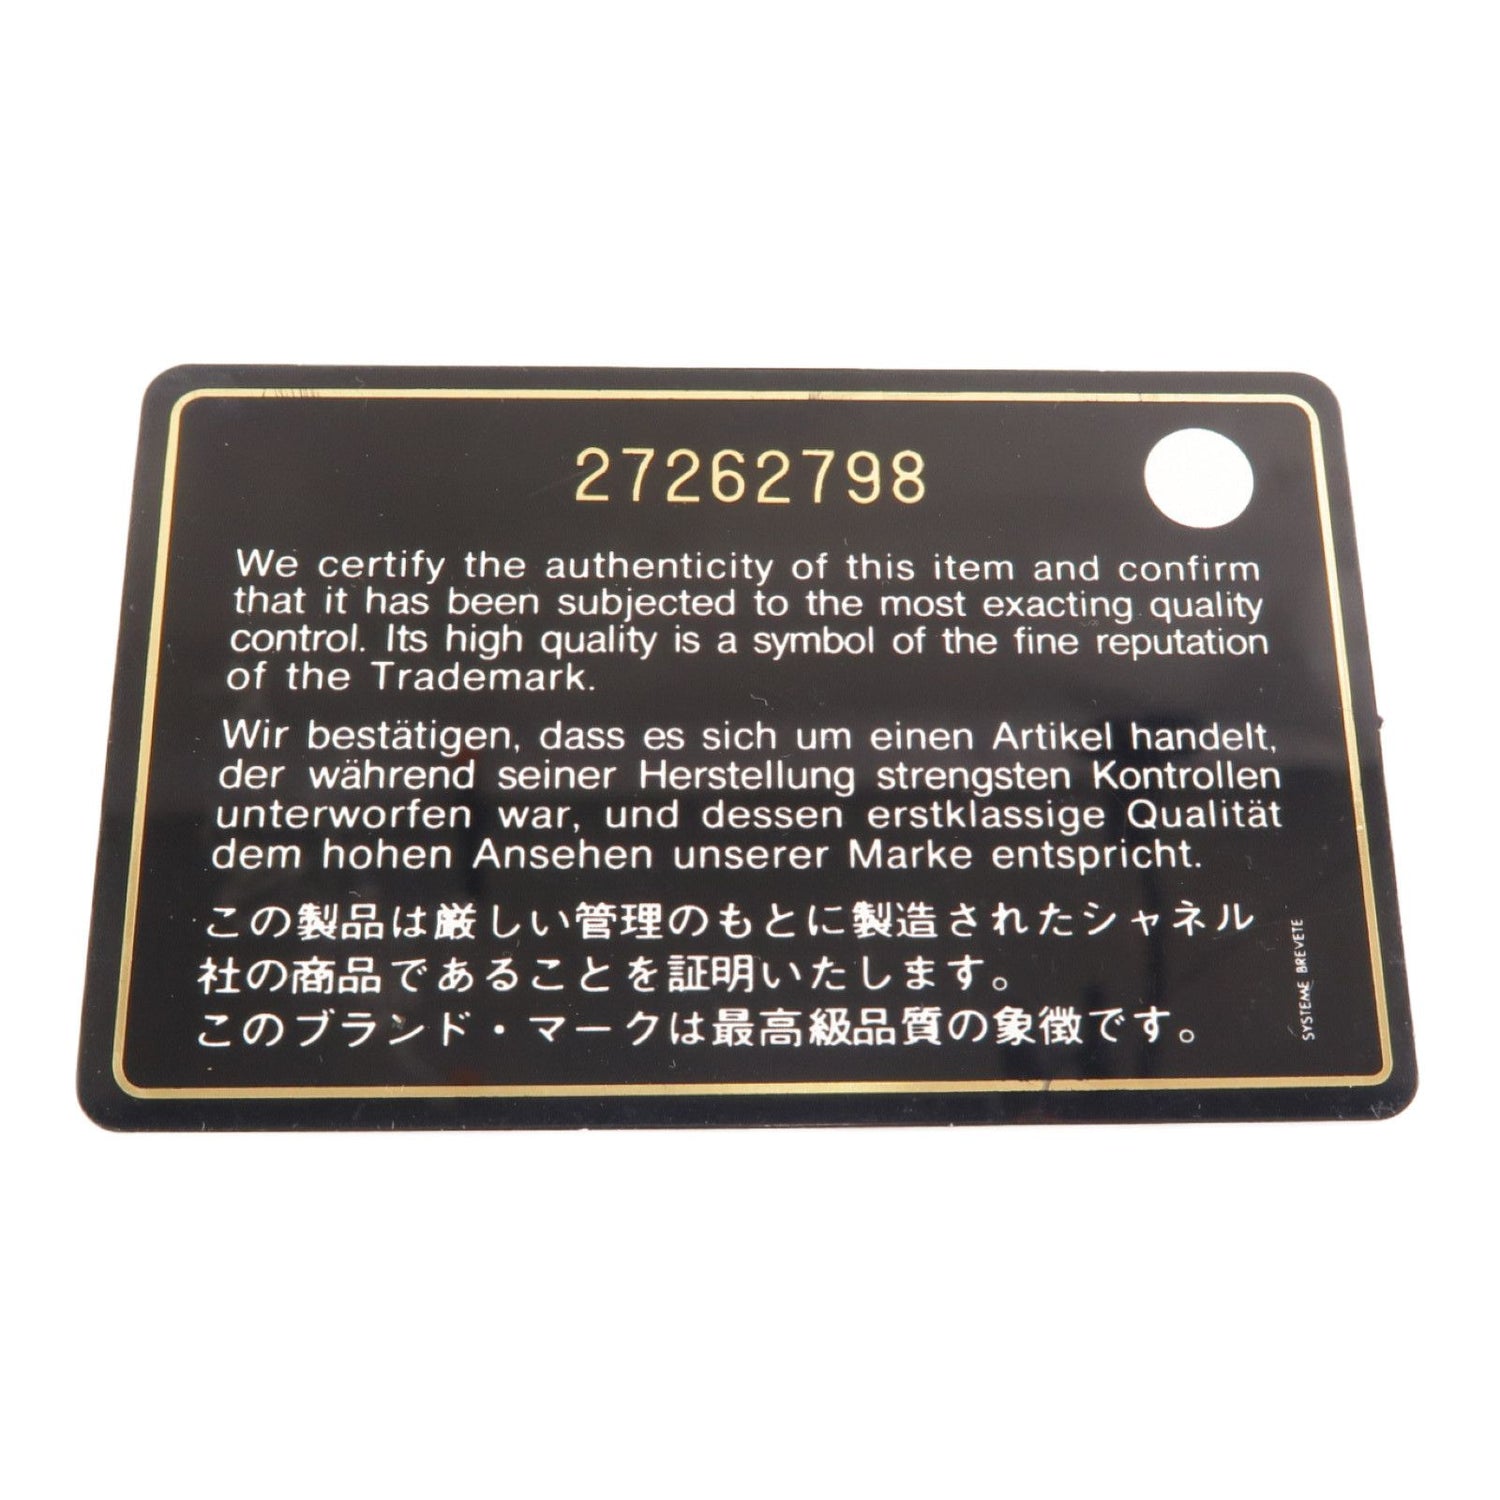 27262798
We certify the authenticity of this item and confirm
that it has been subjected to the most exacting quality
control. Its high quality is a symbol of the fine reputation
of the Trademark.
Wir bestätigen, dass es sich um einen Artikel handelt,
der während seiner Herstellung strengsten Kontrollen
unterworfen war, und dessen erstklassige Qualität
dem hohen Ansehen unserer Marke entspricht.
この製品は厳しい管理のもとに製造されたシャネル
社の商品であることを証明いたします。
このブランド・マークは最高級品質の象徴です。
SYSTEME BREVETE